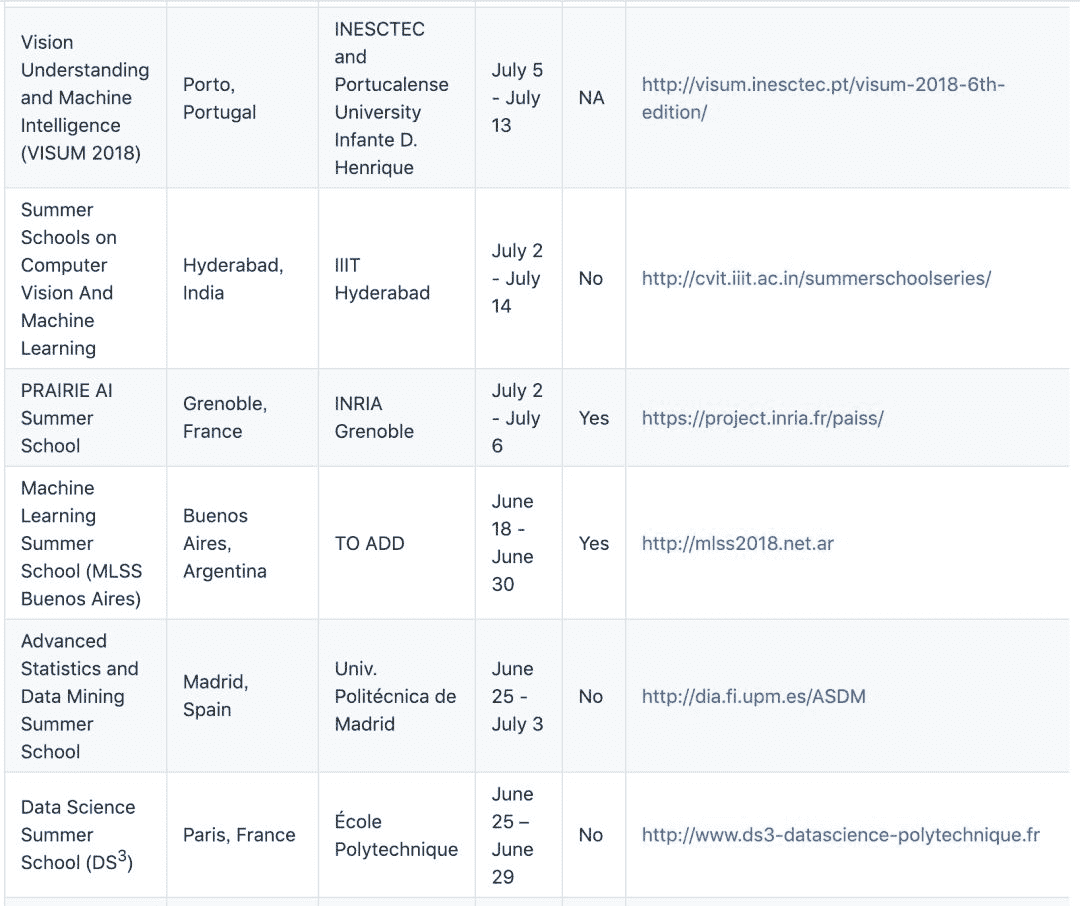 Vision
Understanding
and Machine
Intelligence
(VISUM 2018)
Porto,
Portugal
INESCTEC
and
Portucalense
University
Infante D.
Henrique
July 5
- July
13
NA
http://visum.inesctec.pt/visum-2018-6th-
edition/
Summer
Schools on
Computer
Vision And
Machine
Learning
Hyderabad,
India
IIIT
Hyderabad
July 2
- July
14
No
http://cvit.iiit.ac.in/summerschoolseries/
PRAIRIE AI
Summer
School
Grenoble,
France
INRIA
Grenoble
July 2
- July
6
Yes
https://project.inria.fr/paiss/
Machine
Learning
Summer
School (MLSS
Buenos Aires)
Buenos
Aires,
Argentina
TO ADD
June
18 -
June
30
Yes
http://mlss2018.net.ar
Advanced
Statistics and
Data Mining
Summer
School
Madrid,
Spain
Univ.
Politécnica de
Madrid
June
25 -
July 3
No
http://dia.fi.upm.es/ASDM
Data Science
Summer
School (DS³)
Paris, France
École
Polytechnique
June
25 –
June
29
No
http://www.ds3-datascience-polytechnique.fr